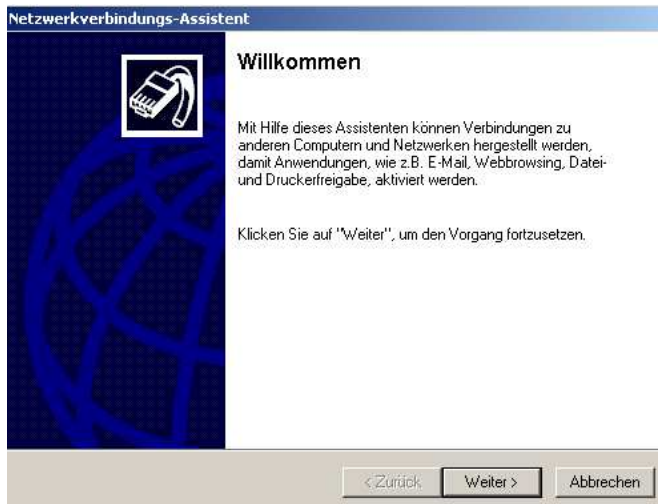 Netzwerkverbindungs-Assistent
Willkommen
Mit Hilfe dieses Assistenten können Verbindungen zu
anderen Computern und Netzwerken hergestellt werden,
damit Anwendungen, wie z.B. E-Mail, Webbrowsing, Datei-
und Druckerfreigabe, aktiviert werden.
Klicken Sie auf "Weiter", um den Vorgang fortzusetzen.
< Zurück Weiter > Abbrechen